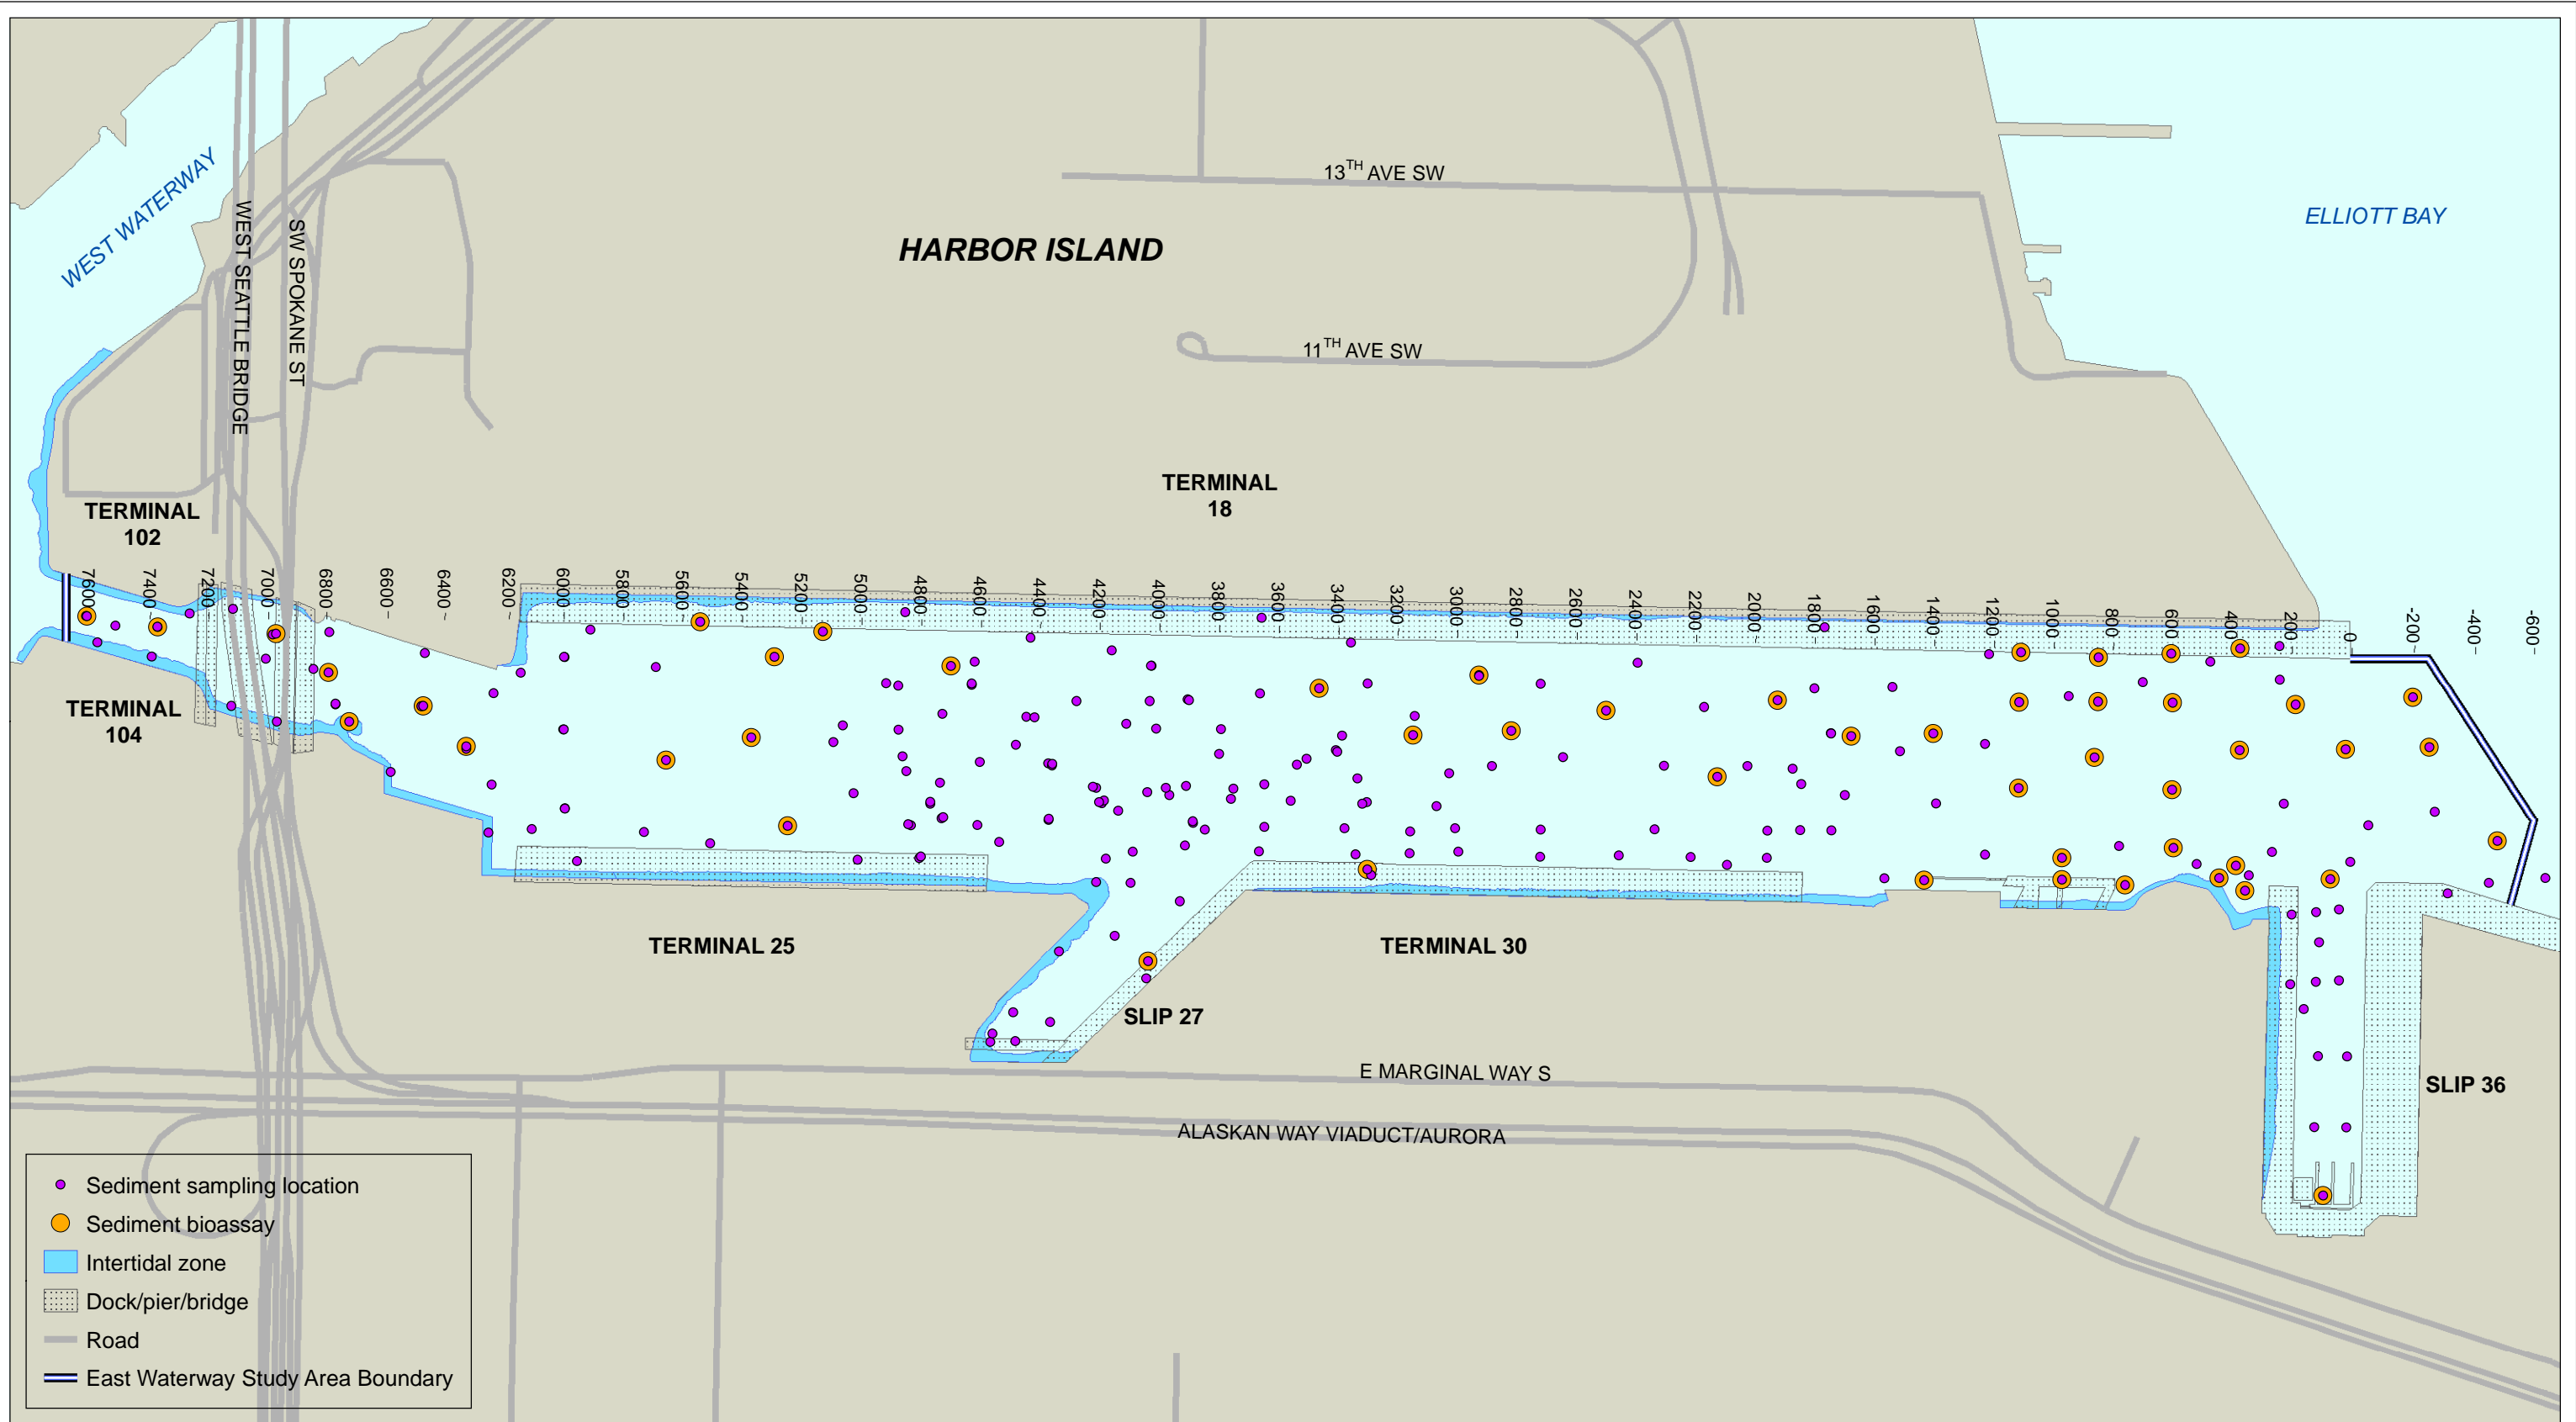 WEST WATERWAY
WEST SEATTLE BRIDGE
SW SPOKANE ST
13TH AVE SW
HARBOR ISLAND
11TH AVE SW
ELLIOTT BAY
TERMINAL
18
TERMINAL
102
7600
7400
7200
7000
6800
6600
6400
6200
6000
5800
5600
5400
5200
5000
4800
4600
4400
4200
4000
3800
3600
3400
3200
3000
2800
2600
2400
2200
2000
1800
1600
1400
1200
1000
800
600
400
200
0
-200
-400
-600
TERMINAL
104
TERMINAL 25
TERMINAL 30
SLIP 27
SLIP 36
E MARGINAL WAY S
ALASKAN WAY VIADUCT/AURORA
Sediment sampling location
Sediment bioassay
Intertidal zone
Dock/pier/bridge
Road
East Waterway Study Area Boundary